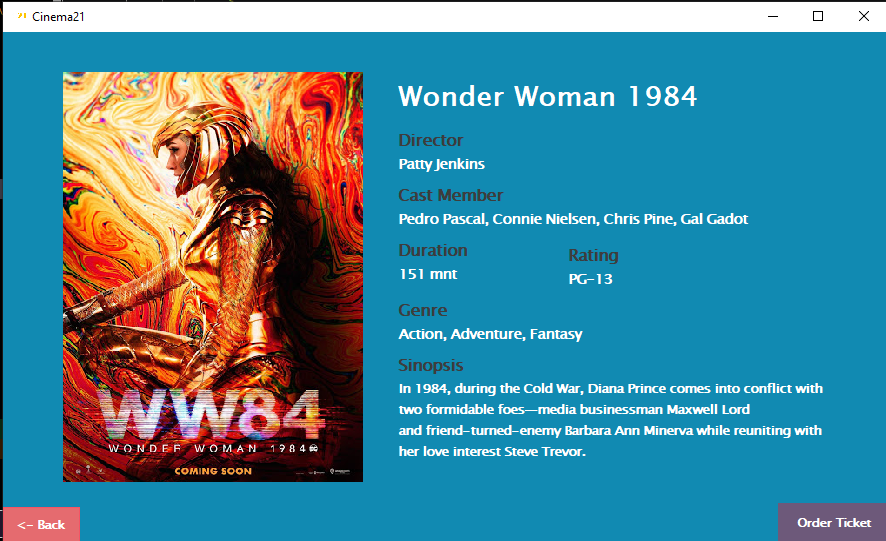 Cinema21
Wonder Woman 1984
Director
Patty Jenkins
Cast Member
Pedro Pascal, Connie Nielsen, Chris Pine, Gal Gadot
Duration
Rating
151 mnt
PG-13
Genre
Action, Adventure, Fantasy
Sinopsis
In 1984, during the Cold War, Diana Prince comes into conflict with
two formidable foes—media businessman Maxwell Lord
and friend-turned-enemy Barbara Ann Minerva while reuniting with
her love interest Steve Trevor.
WW84
WONDER WOMAN 1984
COMING SOON
<- Back
Order Ticket